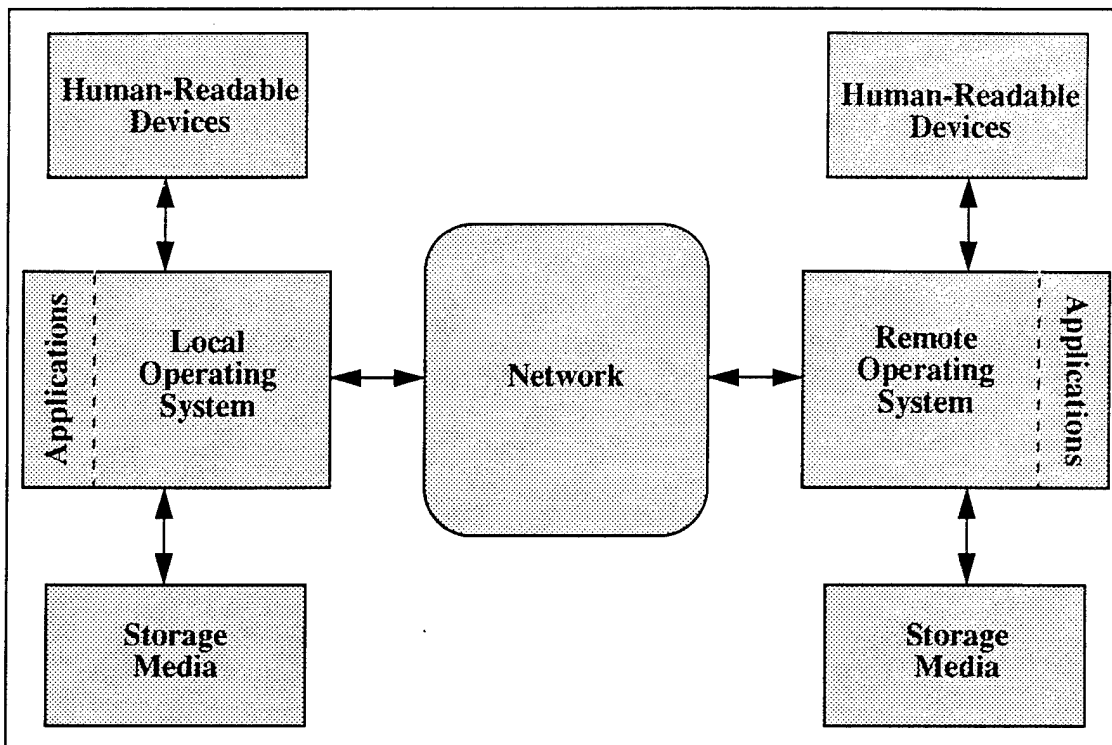 Human-Readable
Devices
Human-Readable
Devices
Applications
Local
Operating
System
Network
Remote
Operating
System
Applications
Storage
Media
Storage
Media